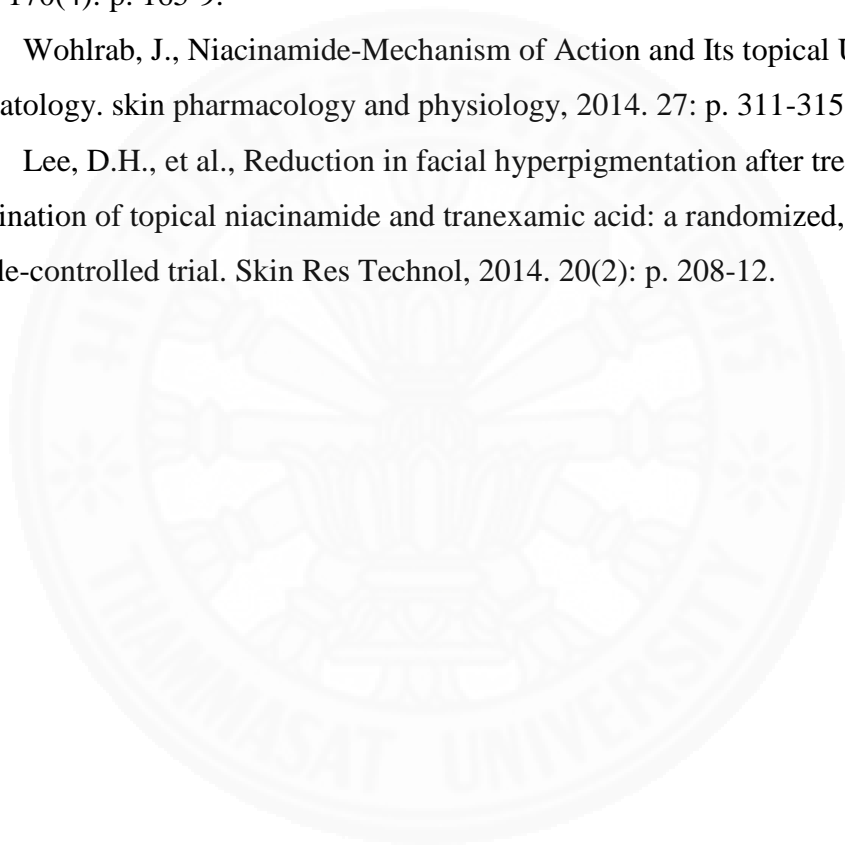 170(4): p. 165-9.
Wohlrab, J., Niacinamide-Mechanism of Action and Its topical U
atology. skin pharmacology and physiology, 2014. 27: p. 311-315
Lee, D.H., et al., Reduction in facial hyperpigmentation after tre
ination of topical niacinamide and tranexamic acid: a randomized,
le-controlled trial. Skin Res Technol, 2014. 20(2): p. 208-12.
THAMMASAT UNIVERSITY